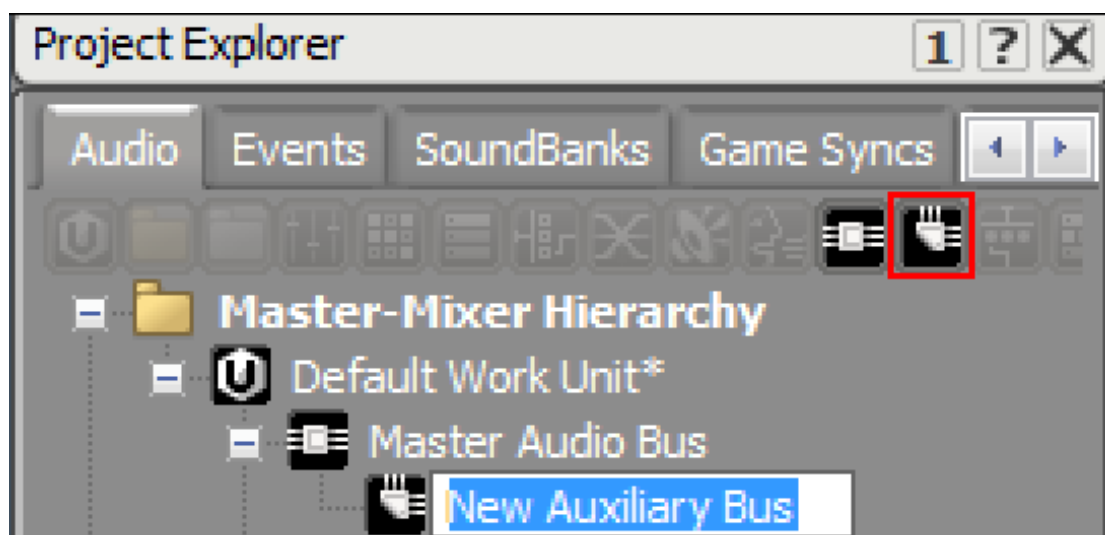 Project Explorer 1 ? X
Audio Events SoundBanks Game Syncs
Master-Mixer Hierarchy
Default Work Unit*
Master Audio Bus
New Auxiliary Bus